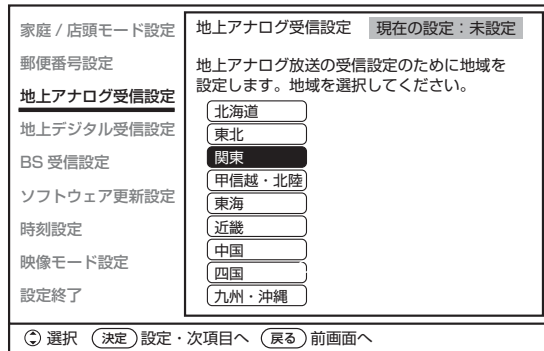 家庭 / 店頭モード設定
郵便番号設定
地上アナログ受信設定
地上デジタル受信設定
BS 受信設定
ソフトウェア更新設定
時刻設定
映像モード設定
設定終了
地上アナログ受信設定 現在の設定：未設定
地上アナログ放送の受信設定のために地域を
設定します。地域を選択してください。
北海道
東北
関東
甲信越・北陸
東海
近畿
中国
四国
九州・沖縄
選択 決定 設定・次項目へ 戻る 前画面へ